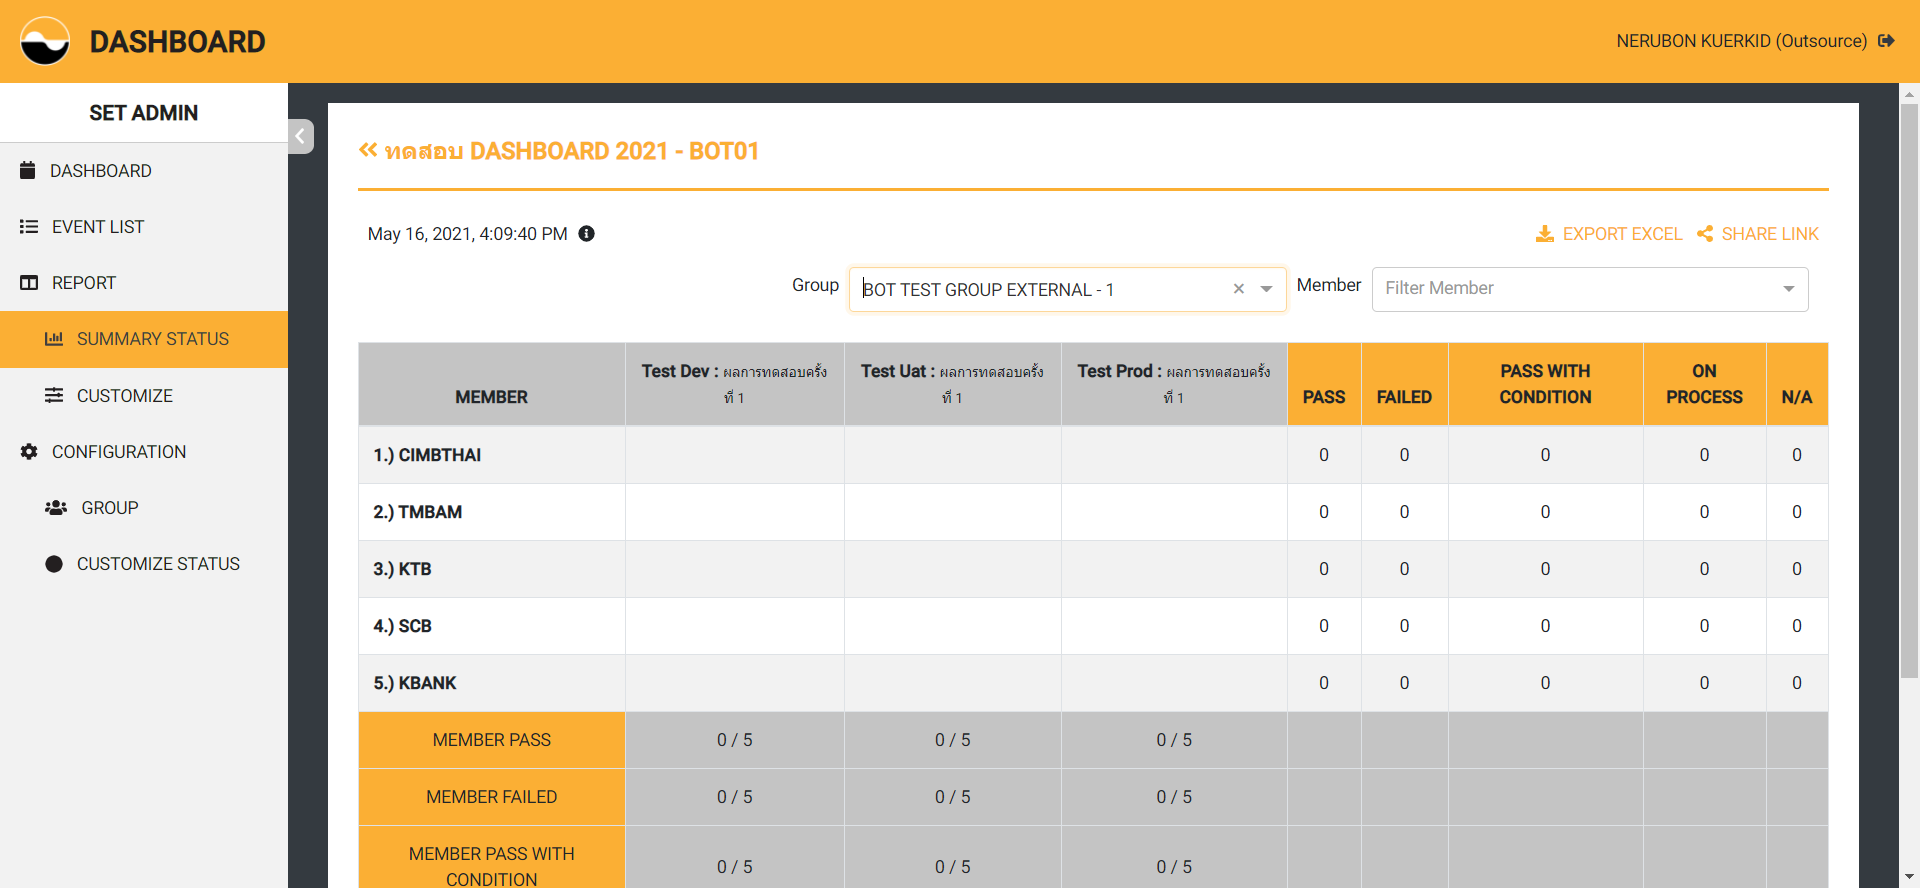 DASHBOARD
NERUBON KUERKID (Outsource)
SET ADMIN
DASHBOARD
EVENT LIST
REPORT
SUMMARY STATUS
CUSTOMIZE
CONFIGURATION
GROUP
CUSTOMIZE STATUS
ทดสอบ DASHBOARD 2021 - BOT01
May 16, 2021, 4:09:40 PM
EXPORT EXCEL SHARE LINK
Group BOT TEST GROUP EXTERNAL - 1 Member Filter Member
MEMBER
Test Dev : ผลการทดสอบครั้ง
ที่ 1
Test Uat : ผลการทดสอบครั้ง
ที่ 1
Test Prod : ผลการทดสอบครั้ง
ที่ 1
PASS
FAILED
PASS WITH
CONDITION
ON
PROCESS
N/A
1.) CIMBTHAI 0 0 0 0 0
2.) TMBAM 0 0 0 0 0
3.) KTB 0 0 0 0 0
4.) SCB 0 0 0 0 0
5.) KBANK 0 0 0 0 0
MEMBER PASS 0 / 5 0 / 5 0 / 5
MEMBER FAILED 0 / 5 0 / 5 0 / 5
MEMBER PASS WITH
CONDITION
0 / 5 0 / 5 0 / 5